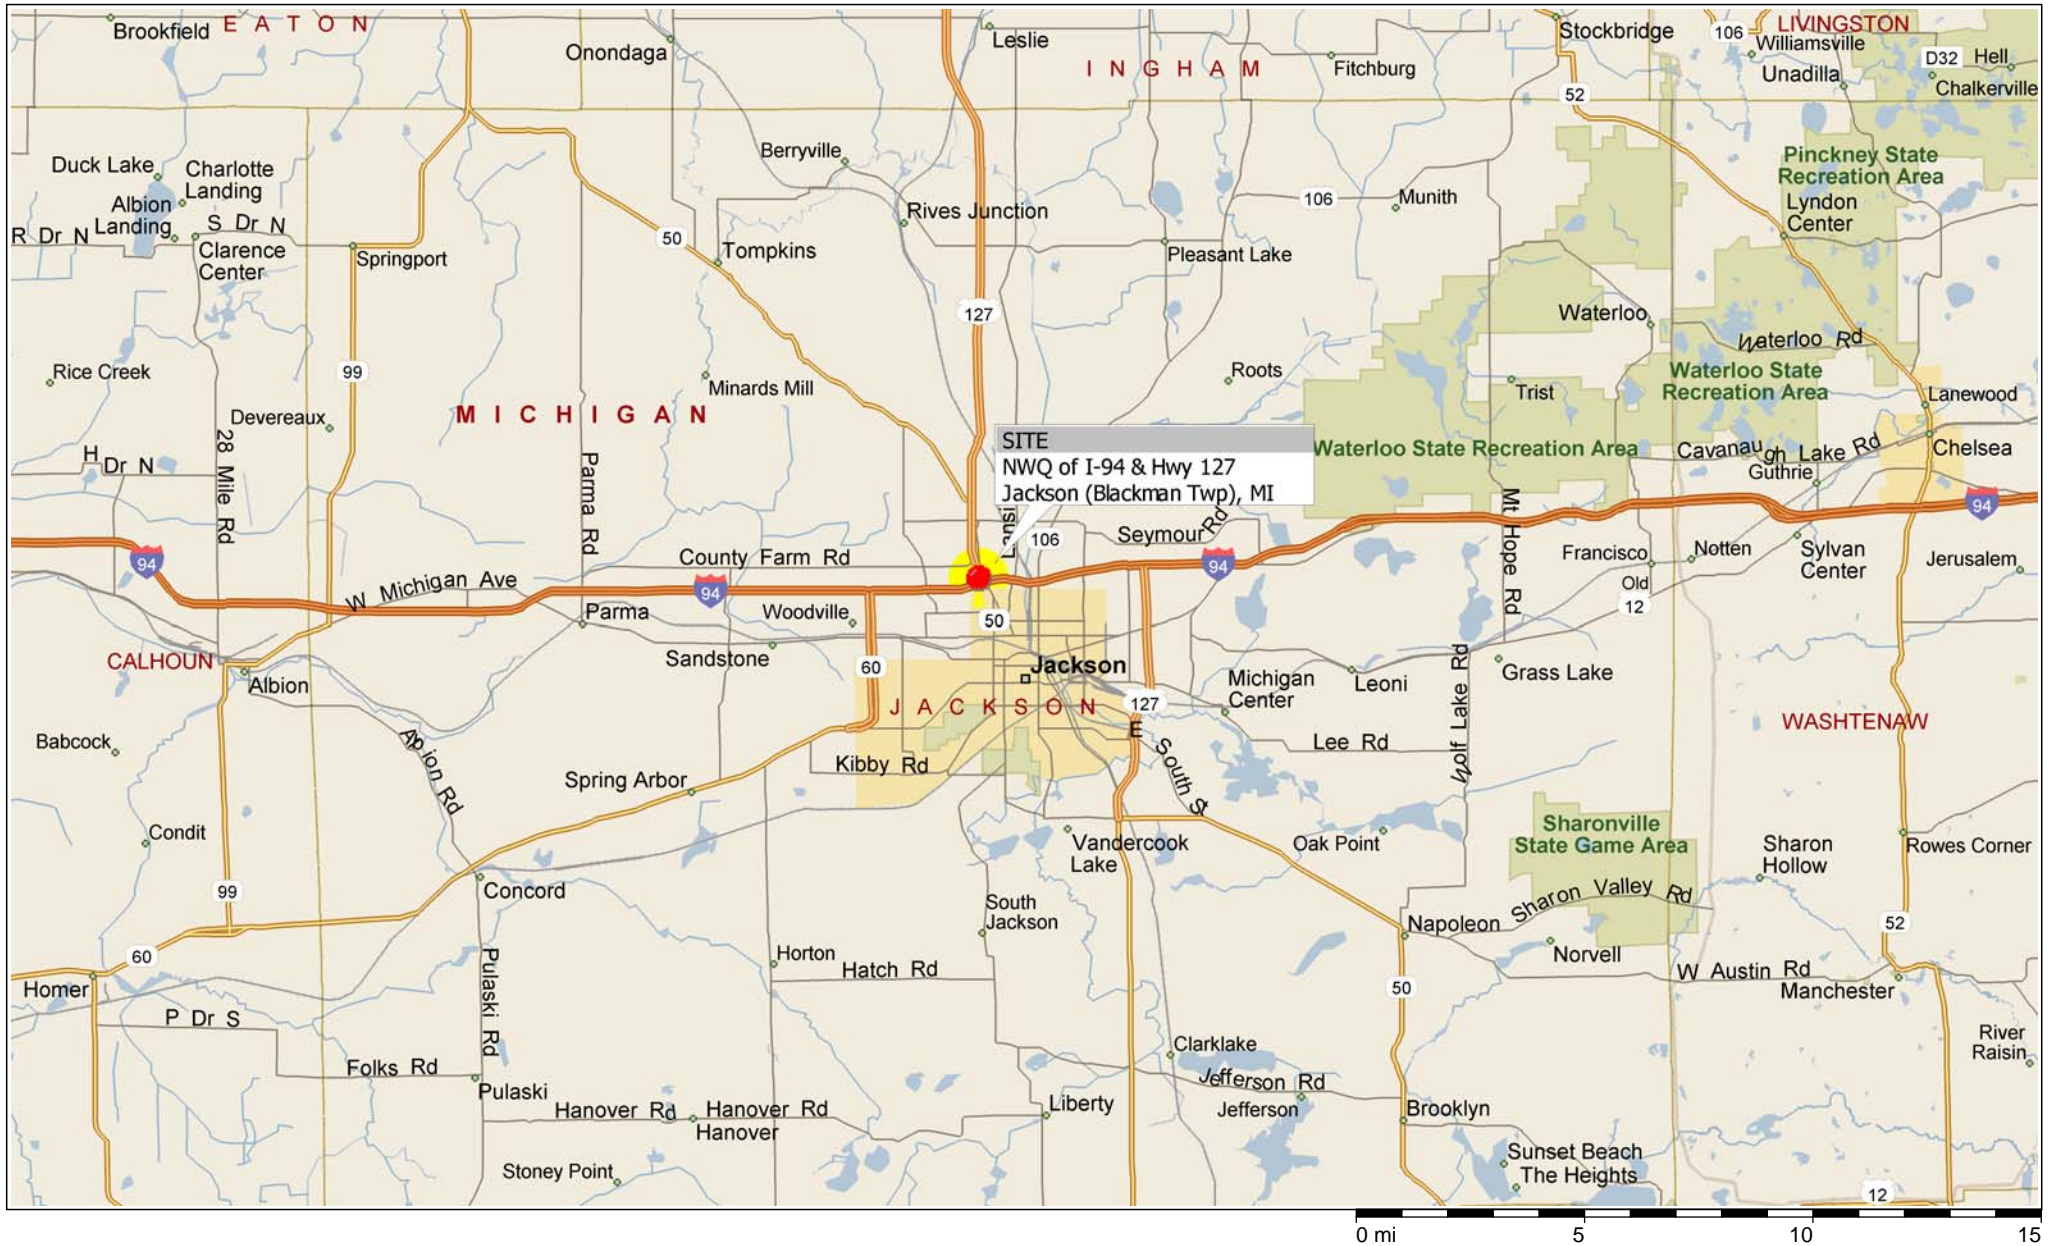 Brookfield
EATON
Onondaga
Leslie
INGHAM
Fitchburg
Stockbridge
106
LIVINGSTON
Williamsville
Unadilla
D32
Hell
Chalkerville
52
Duck Lake
Charlotte
Landing
Albion
Landing
R Dr N
S Dr N
Clarence
Center
Springport
Berryville
Rives Junction
50
Tompkins
106
Munith
Pleasant Lake
Pinckney State
Recreation Area
Lyndon
Center
127
Waterloo
Waterloo Rd
Rice Creek
99
Minards Mill
Roots
Trist
Waterloo State
Recreation Area
Lanewood
Devereaux
MICHIGAN
28 Mile Rd
H Dr N
Parma Rd
SITE
NWQ of I-94 & Hwy 127
Jackson (Blackman Twp), MI
Waterloo State Recreation Area
Cavanaugh Lake Rd
Guthrie
Chelsea
94
Mt Hope Rd
Seymour Rd
106
94
County Farm Rd
94
94
W Michigan Ave
Francisco
Notten
Sylvan
Center
Jerusalem
Old
12
Parma
Woodville
50
Sandstone
60
Jackson
CALHOUN
Albion
Michigan
Center
Leoni
Wolf Lake Rd
Grass Lake
JACKSON
127
E
South St
WASHTENAW
Babcock
Lee Rd
Kibby Rd
Spring Arbor
Condit
Vandercook
Lake
Oak Point
Sharonville
State Game Area
Sharon
Hollow
Rowes Corner
99
Concord
South
Jackson
Sharon Valley Rd
Napoleon
52
60
Pulaski Rd
Horton
Hatch Rd
Norvell
W Austin Rd
Manchester
Homer
50
P Dr S
River
Raisin
Clarklake
Folks Rd
Pulaski
Jefferson Rd
Jefferson
Hanover Rd
Hanover Rd
Hanover
Liberty
Brooklyn
Stoney Point
Sunset Beach
The Heights
12
0 mi
5
10
15